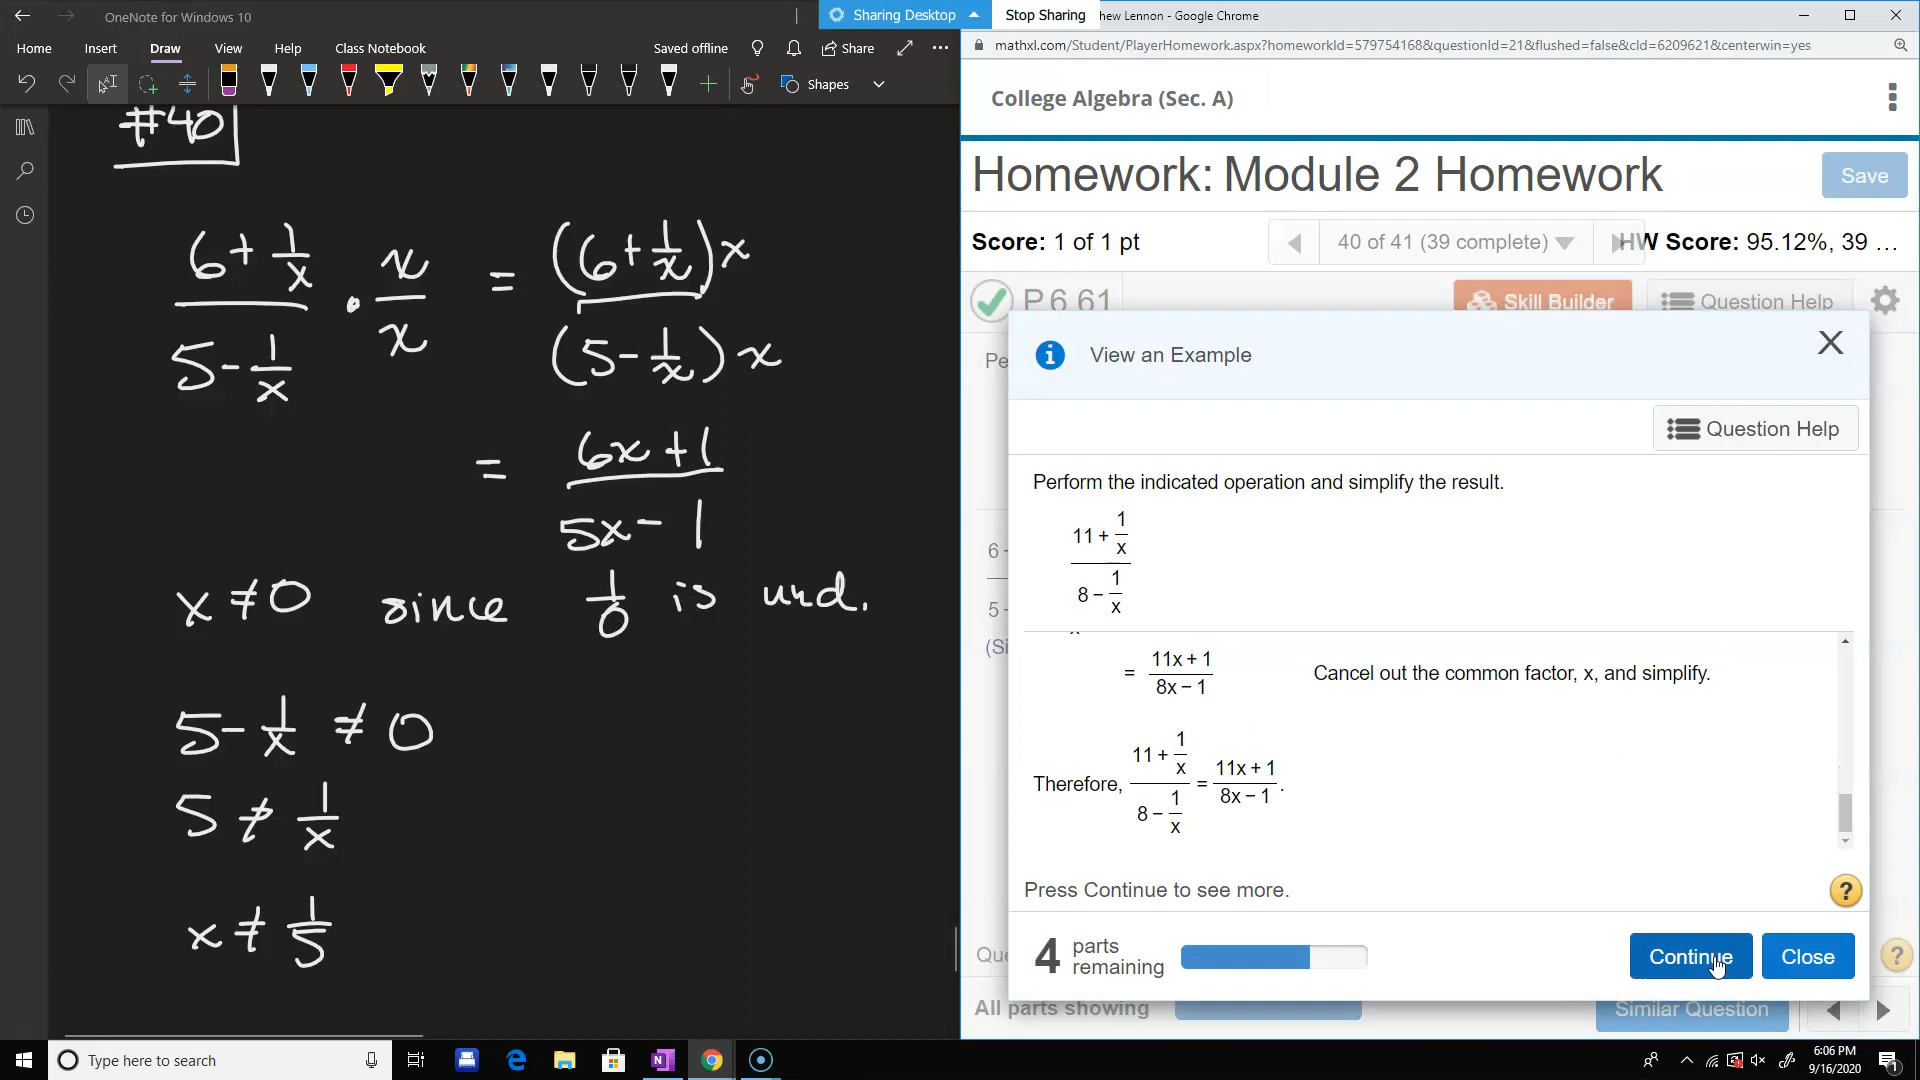 OneNote for Windows 10
Sharing Desktop
Stop Sharing
hew Lennon - Google Chrome
Home Insert Draw View Help Class Notebook
Saved offline
Share
Shapes
mathxl.com/Student/PlayerHomework.aspx?homeworkId=579754168&questionId=21&flushed=false&cld=6209621&centerwin=yes
College Algebra (Sec. A)
Homework: Module 2 Homework
Save
Score: 1 of 1 pt
40 of 41 (39 complete)
HW Score: 95.12%, 39 ...
P.6.61
Skill Builder
Question Help
#40
(6 + 1/x)/(5 - 1/x) · x/x = ((6 + 1/x)x)/((5 - 1/x)x)
= (6x + 1)/(5x - 1)
x ≠ 0 since 1/0 is und.
5 - 1/x ≠ 0
5 ≠ 1/x
x ≠ 1/5
Pe
6 -
5 -
(Si
View an Example
X
Question Help
Perform the indicated operation and simplify the result.
(11 + 1/x)/(8 - 1/x)
= (11x + 1)/(8x - 1) Cancel out the common factor, x, and simplify.
Therefore, (11 + 1/x)/(8 - 1/x) = (11x + 1)/(8x - 1).
Press Continue to see more.
?
4 parts remaining
Continue
Close
Que
?
All parts showing
Similar Question
Type here to search
6:06 PM
9/16/2020
1